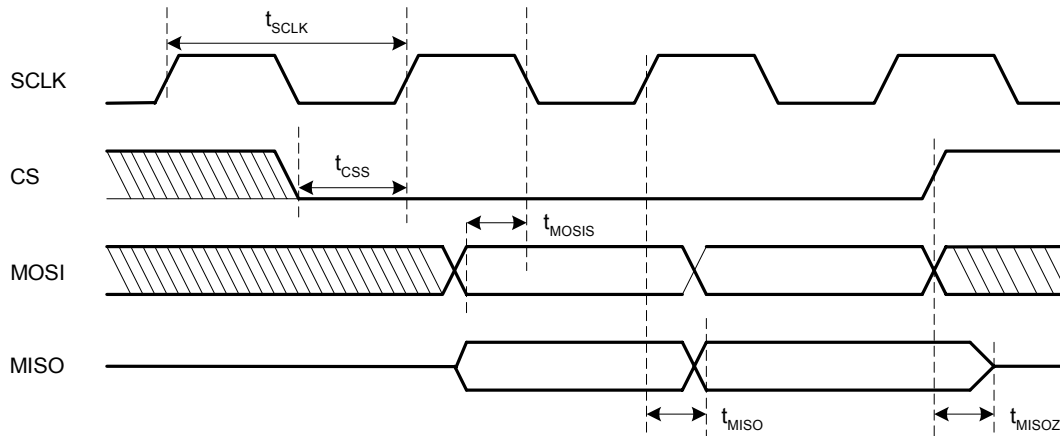 tSCLK
SCLK
CS
tCSS
tMOSIS
MOSI
MISO
tMISO
tMISOZ